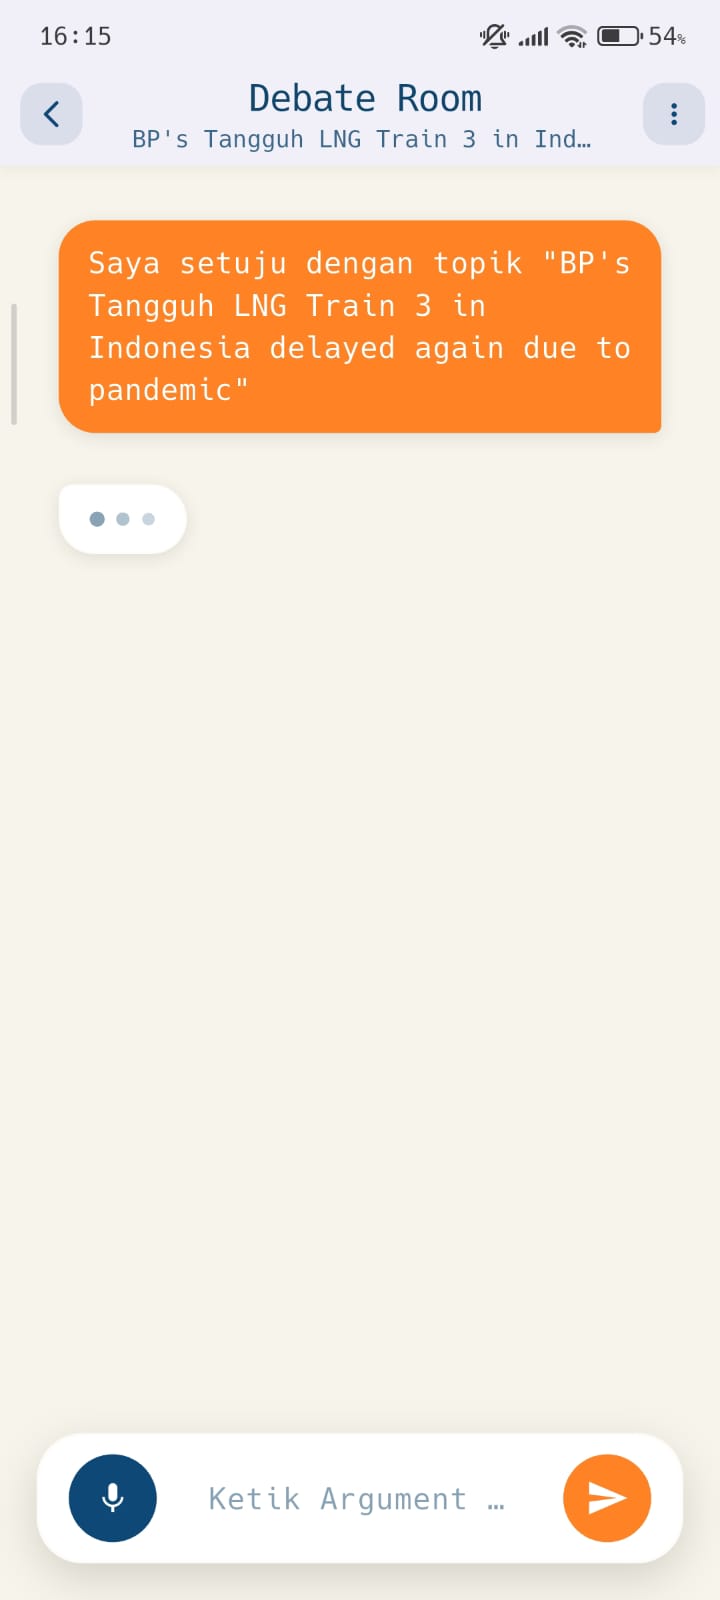 16:15
54%
Debate Room
BP's Tangguh LNG Train 3 in Ind…
Saya setuju dengan topik "BP's
Tangguh LNG Train 3 in
Indonesia delayed again due to
pandemic"
Ketik Argument …